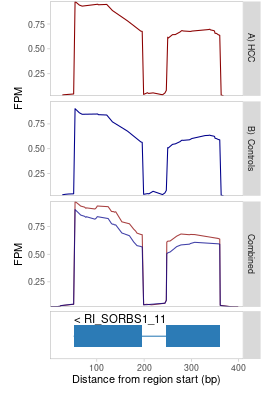 0.75
0.50
0.25
FPM
A) HCC
0.75
0.50
0.25
B) Controls
0.75
0.50
0.25
FPM
Combined
< RI_SORBS1_11
100 200 300 400
Distance from region start (bp)